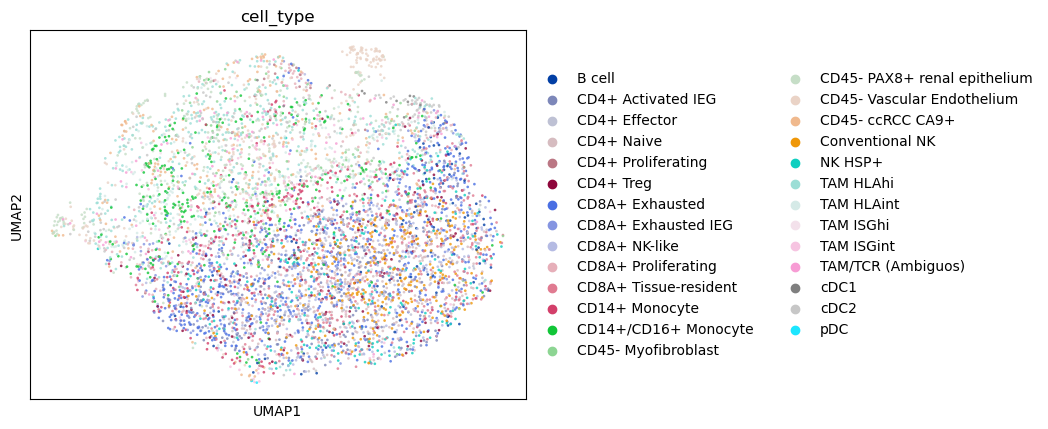 cell_type
UMAP2
UMAP1
B cell
CD4+ Activated IEG
CD4+ Effector
CD4+ Naive
CD4+ Proliferating
CD4+ Treg
CD8A+ Exhausted
CD8A+ Exhausted IEG
CD8A+ NK-like
CD8A+ Proliferating
CD8A+ Tissue-resident
CD14+ Monocyte
CD14+/CD16+ Monocyte
CD45- Myofibroblast
CD45- PAX8+ renal epithelium
CD45- Vascular Endothelium
CD45- ccRCC CA9+
Conventional NK
NK HSP+
TAM HLAhi
TAM HLAint
TAM ISGhi
TAM ISGint
TAM/TCR (Ambiguos)
cDC1
cDC2
pDC